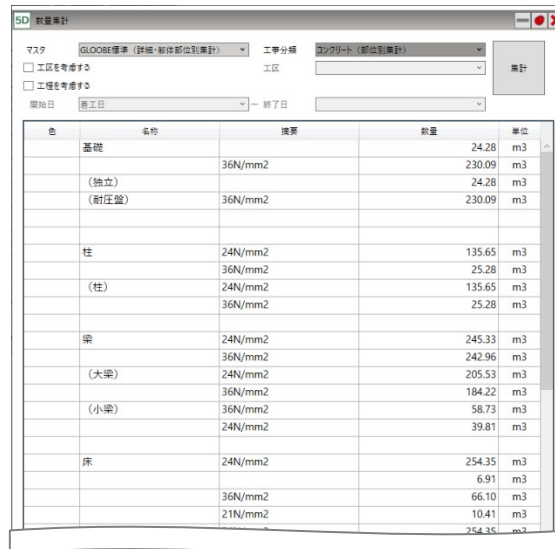 5D 数量集計
マスタ GLOOBE標準（詳細・躯体部位別集計） 工事分類 コンクリート（部位別集計） 集計
工区を考慮する 工区
工程を考慮する
開始日 着工日 ～ 終了日
色 名称 摘要 数量 単位
基礎 24.28 m3
36N/mm2 230.09 m3
（独立） 24.28 m3
（耐圧盤） 36N/mm2 230.09 m3
柱 24N/mm2 135.65 m3
36N/mm2 25.28 m3
（柱） 24N/mm2 135.65 m3
36N/mm2 25.28 m3
梁 24N/mm2 245.33 m3
36N/mm2 242.96 m3
（大梁） 24N/mm2 205.53 m3
36N/mm2 184.22 m3
（小梁） 36N/mm2 58.73 m3
24N/mm2 39.81 m3
床 24N/mm2 254.35 m3
6.91 m3
36N/mm2 66.10 m3
21N/mm2 10.41 m3
254.35 m3